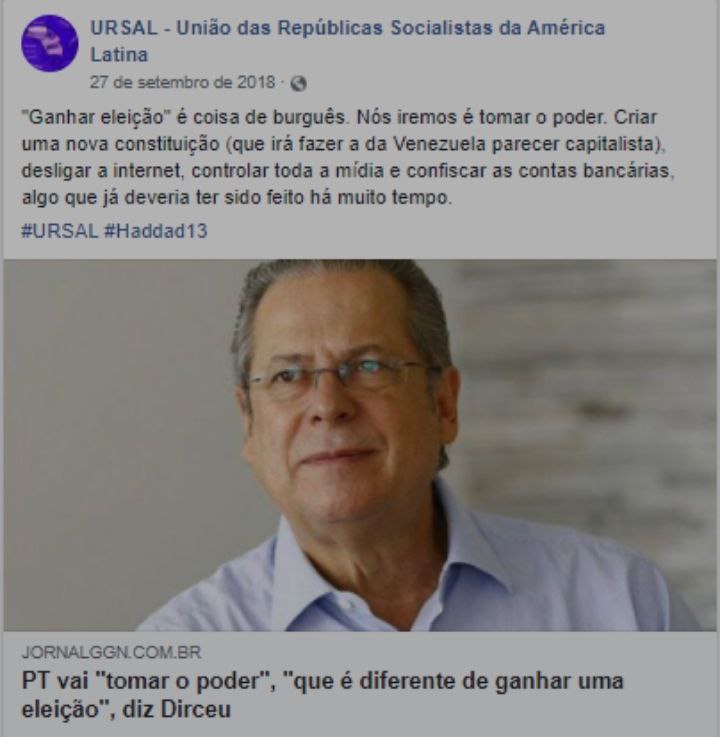 URSAL - União das Repúblicas Socialistas da América
Latina
27 de setembro de 2018 ·
"Ganhar eleição" é coisa de burguês. Nós iremos é tomar o poder. Criar
uma nova constituição (que irá fazer a da Venezuela parecer capitalista),
desligar a internet, controlar toda a mídia e confiscar as contas bancárias,
algo que já deveria ter sido feito há muito tempo.
#URSAL #Haddad13
JORNALGGN.COM.BR
PT vai "tomar o poder", "que é diferente de ganhar uma
eleição", diz Dirceu